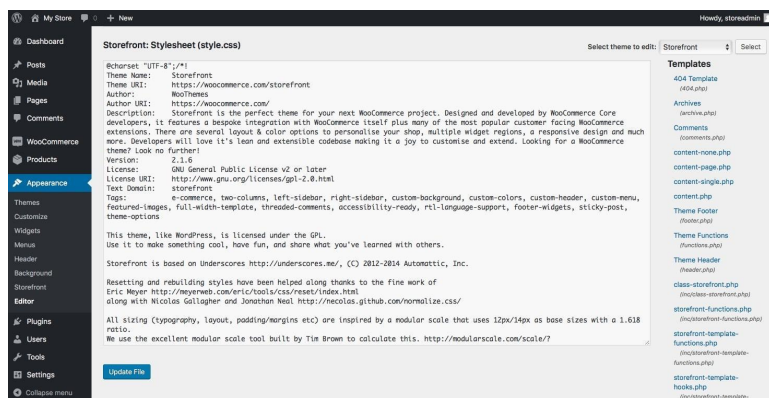 My Store
0
+ New
Howdy, storeadmin
Dashboard
Posts
Media
Pages
Comments
WooCommerce
Products
Appearance
Themes
Customize
Widgets
Menus
Header
Background
Storefront
Editor
Plugins
Users
Tools
Settings
Collapse menu
Storefront: Stylesheet (style.css)
Select theme to edit: Storefront Select
@charset "UTF-8";/*!
Theme Name: Storefront
Theme URI: https://woocommerce.com/storefront
Author: WooThemes
Author URI: https://woocommerce.com/
Description: Storefront is the perfect theme for your next WooCommerce project. Designed and developed by WooCommerce Core
developers, it features a bespoke integration with WooCommerce itself plus many of the most popular customer facing WooCommerce
extensions. There are several layout & color options to personalise your shop, multiple widget regions, a responsive design and much
more. Developers will love it's lean and extensible codebase making it a joy to customise and extend. Looking for a WooCommerce
theme? Look no further!
Version: 2.1.6
License: GNU General Public License v2 or later
License URI: http://www.gnu.org/licenses/gpl-2.0.html
Text Domain: storefront
Tags: e-commerce, two-columns, left-sidebar, right-sidebar, custom-background, custom-colors, custom-header, custom-menu,
featured-images, full-width-template, threaded-comments, accessibility-ready, rtl-language-support, footer-widgets, sticky-post,
theme-options
This theme, like WordPress, is licensed under the GPL.
Use it to make something cool, have fun, and share what you've learned with others.
Storefront is based on Underscores http://underscores.me/, (C) 2012-2014 Automattic, Inc.
Resetting and rebuilding styles have been helped along thanks to the fine work of
Eric Meyer http://meyerweb.com/eric/tools/css/reset/index.html
along with Nicolas Gallagher and Jonathan Neal http://necolas.github.com/normalize.css/
All sizing (typography, layout, padding/margins etc) are inspired by a modular scale that uses 12px/14px as base sizes with a 1.618
ratio.
We use the excellent modular scale tool built by Tim Brown to calculate this. http://modularscale.com/scale/?
Update File
Templates
404 Template
(404.php)
Archives
(archive.php)
Comments
(comments.php)
content-none.php
content-page.php
content-single.php
content.php
Theme Footer
(footer.php)
Theme Functions
(functions.php)
Theme Header
(header.php)
class-storefront.php
(inc/class-storefront.php)
storefront-functions.php
(inc/storefront-functions.php)
storefront-template-
functions.php
(inc/storefront-template-
functions.php)
storefront-template-
hooks.php
(inc/storefront-template-